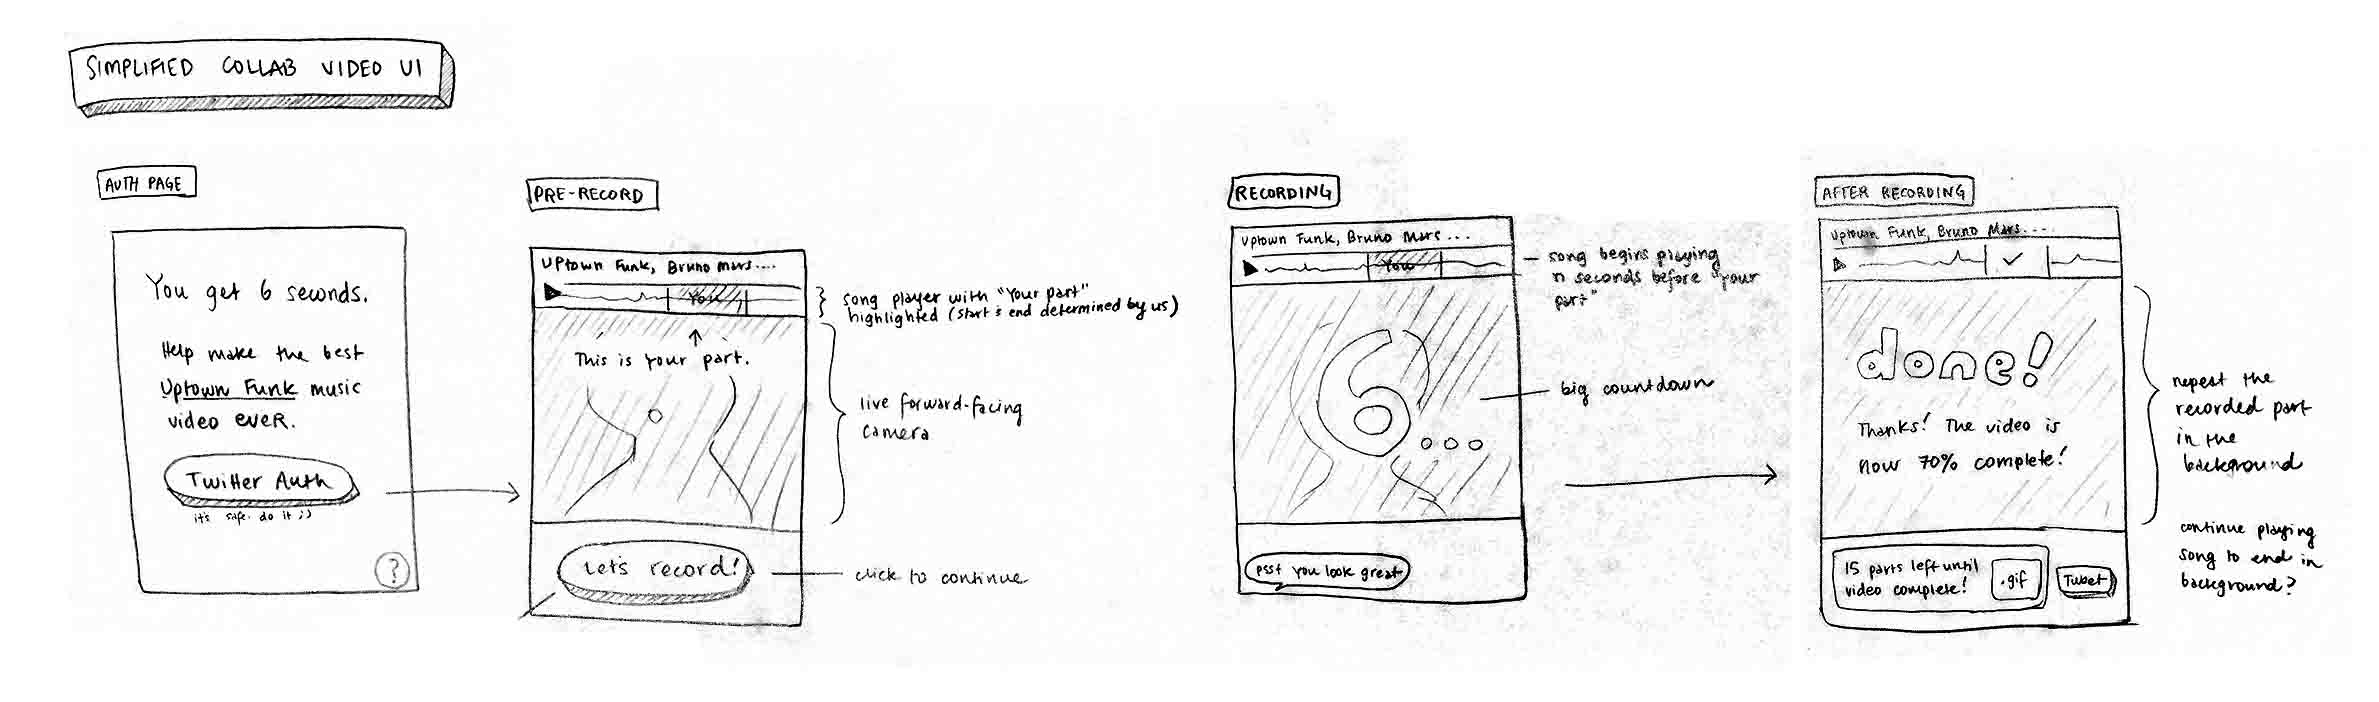 SIMPLIFIED COLLAB VIDEO UI
AUTH PAGE
You get 6 seconds.
Help make the best
Uptown Funk music
video ever.
Twitter Auth
it's safe. do it ;)
?
PRE-RECORD
Uptown Funk, Bruno Mars....
You
This is your part.
Let's record!
song player with "Your part"
highlighted (start & end determined by us)
live forward-facing
camera
click to continue
RECORDING
Uptown Funk, Bruno Mars ...
You
6...
psst you look great
song begins playing
n seconds before "your
part"
big countdown
AFTER RECORDING
Uptown Funk, Bruno Mars....
done!
Thanks! The video is
now 70% complete!
15 parts left until
video complete!
.gif
Tweet
repeat the
recorded part
in the
background
continue playing
song to end in
background?